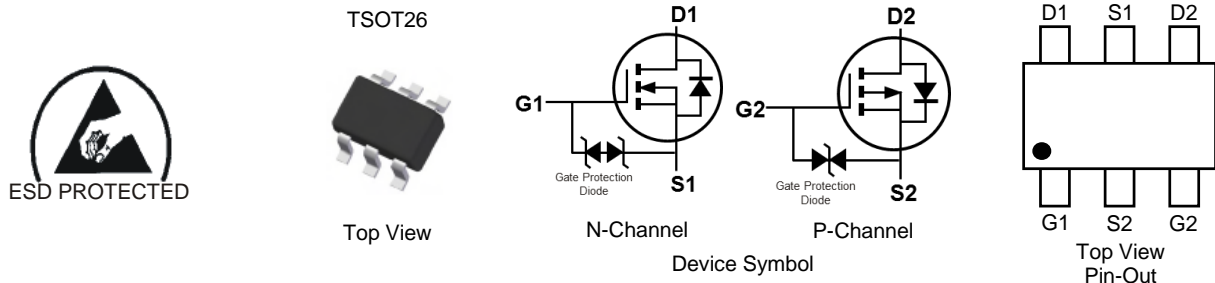 ESD PROTECTED
TSOT26
Top View
D1
G1
Gate Protection
Diode
S1
N-Channel
D2
G2
Gate Protection
Diode
S2
P-Channel
Device Symbol
D1 S1 D2
G1 S2 G2
Top View
Pin-Out